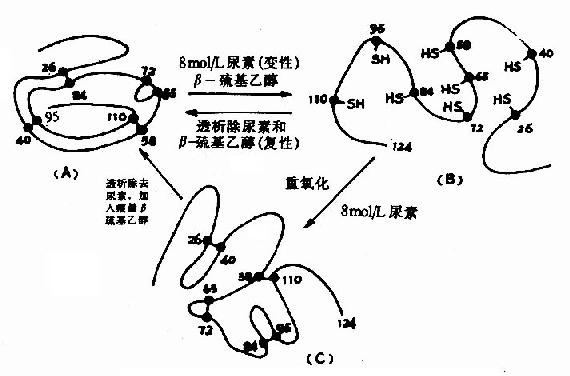 26
84
72
65
95
40
110
58
(A)
8mol/L 尿素(变性)
β－巯基乙醇
透析除尿素和
β-巯基乙醇(复性)
95
SH
HS
58
HS
40
110
SH
HS
84
HS
65
HS
72
HS
26
124
(B)
透析除去
尿素、加
入痕量β
巯基乙醇
重氧化
8mol/L 尿素
26
40
58
110
65
72
84
95
124
(C)